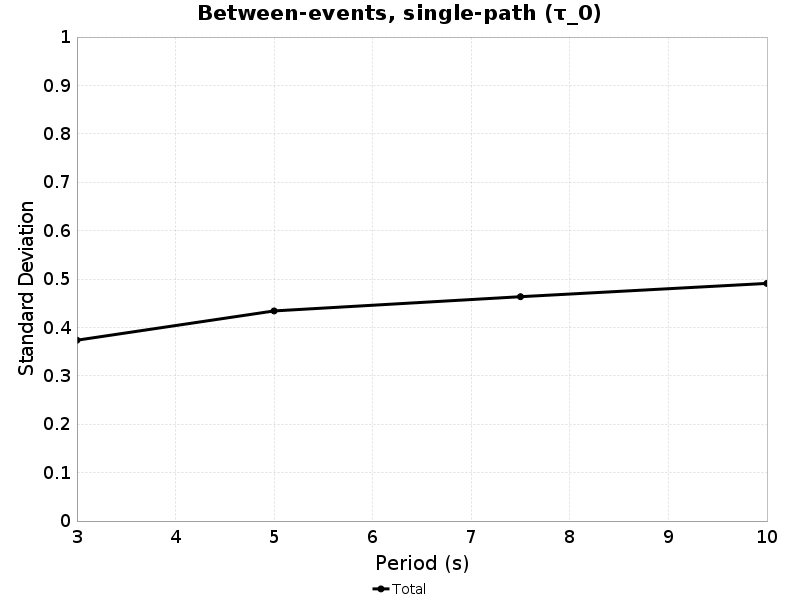 Between-events, single-path (τ_0)
1
0.9
0.8
0.7
0.6
0.5
0.4
0.3
0.2
0.1
0
Standard Deviation
3 4 5 6 7 8 9 10
Period (s)
Total